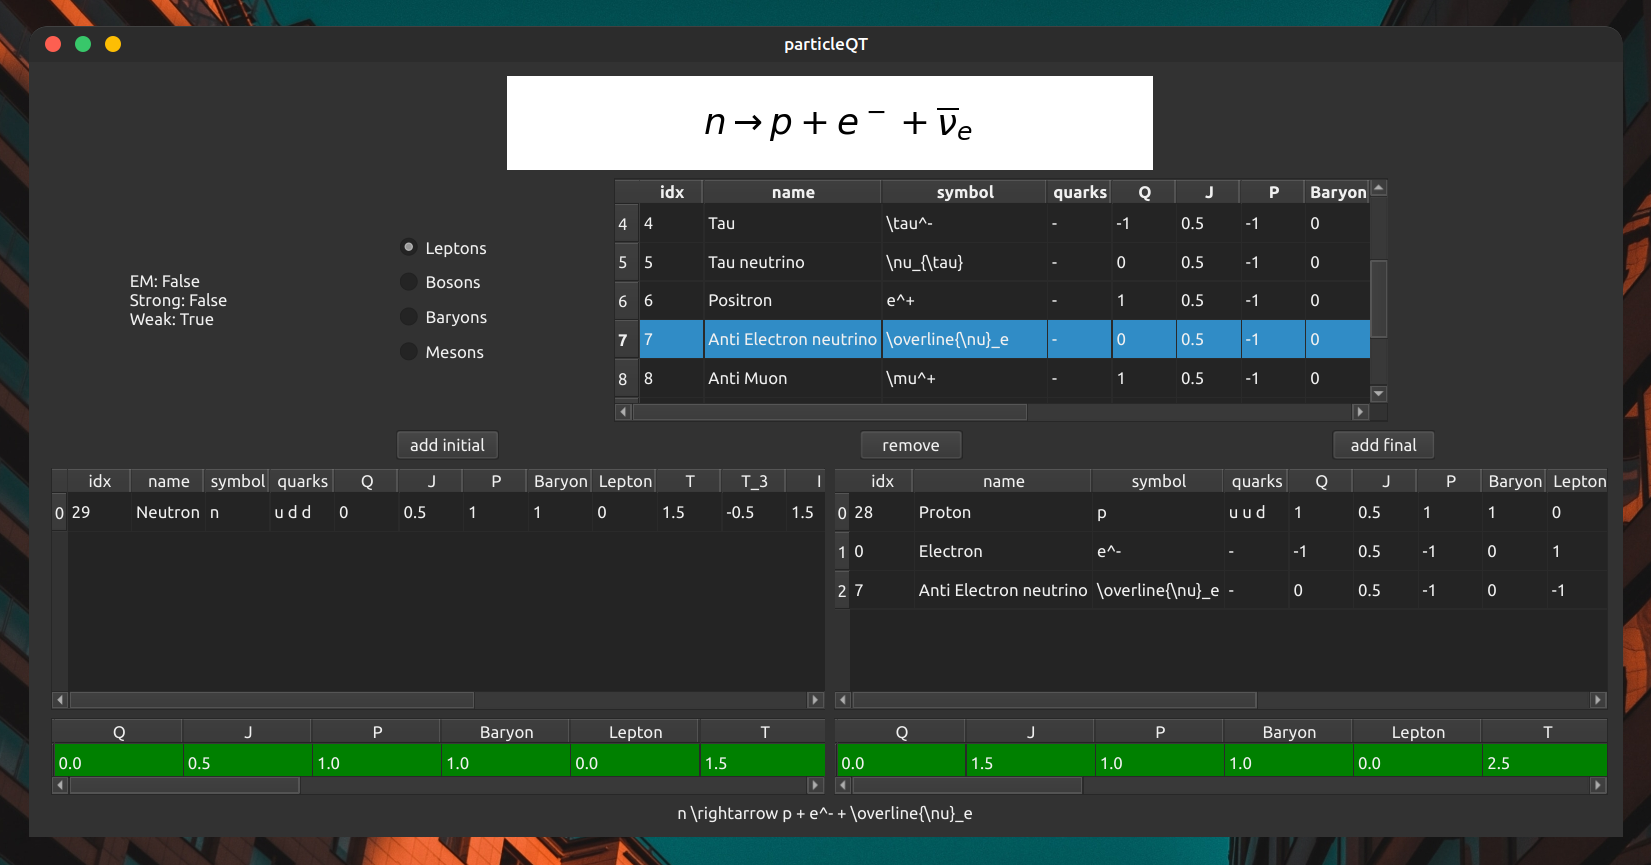 particleQT
n → p + e⁻ + ν̅ₑ
idx name symbol quarks Q J P Baryon
4 4 Tau \tau^- - -1 0.5 -1 0
5 5 Tau neutrino \nu_{\tau} - 0 0.5 -1 0
6 6 Positron e^+ - 1 0.5 -1 0
7 7 Anti Electron neutrino \overline{\nu}_e - 0 0.5 -1 0
8 8 Anti Muon \mu^+ - 1 0.5 -1 0
Leptons
Bosons
Baryons
Mesons
EM: False
Strong: False
Weak: True
add initial remove add final
idx name symbol quarks Q J P Baryon Lepton T T_3 I
0 29 Neutron n u d d 0 0.5 1 1 0 1.5 -0.5 1.5
idx name symbol quarks Q J P Baryon Lepton
0 28 Proton p u u d 1 0.5 1 1 0
1 0 Electron e^- - -1 0.5 -1 0 1
2 7 Anti Electron neutrino \overline{\nu}_e - 0 0.5 -1 0 -1
Q J P Baryon Lepton T
0.0 0.5 1.0 1.0 0.0 1.5
Q J P Baryon Lepton T
0.0 1.5 1.0 1.0 0.0 2.5
n \rightarrow p + e^- + \overline{\nu}_e